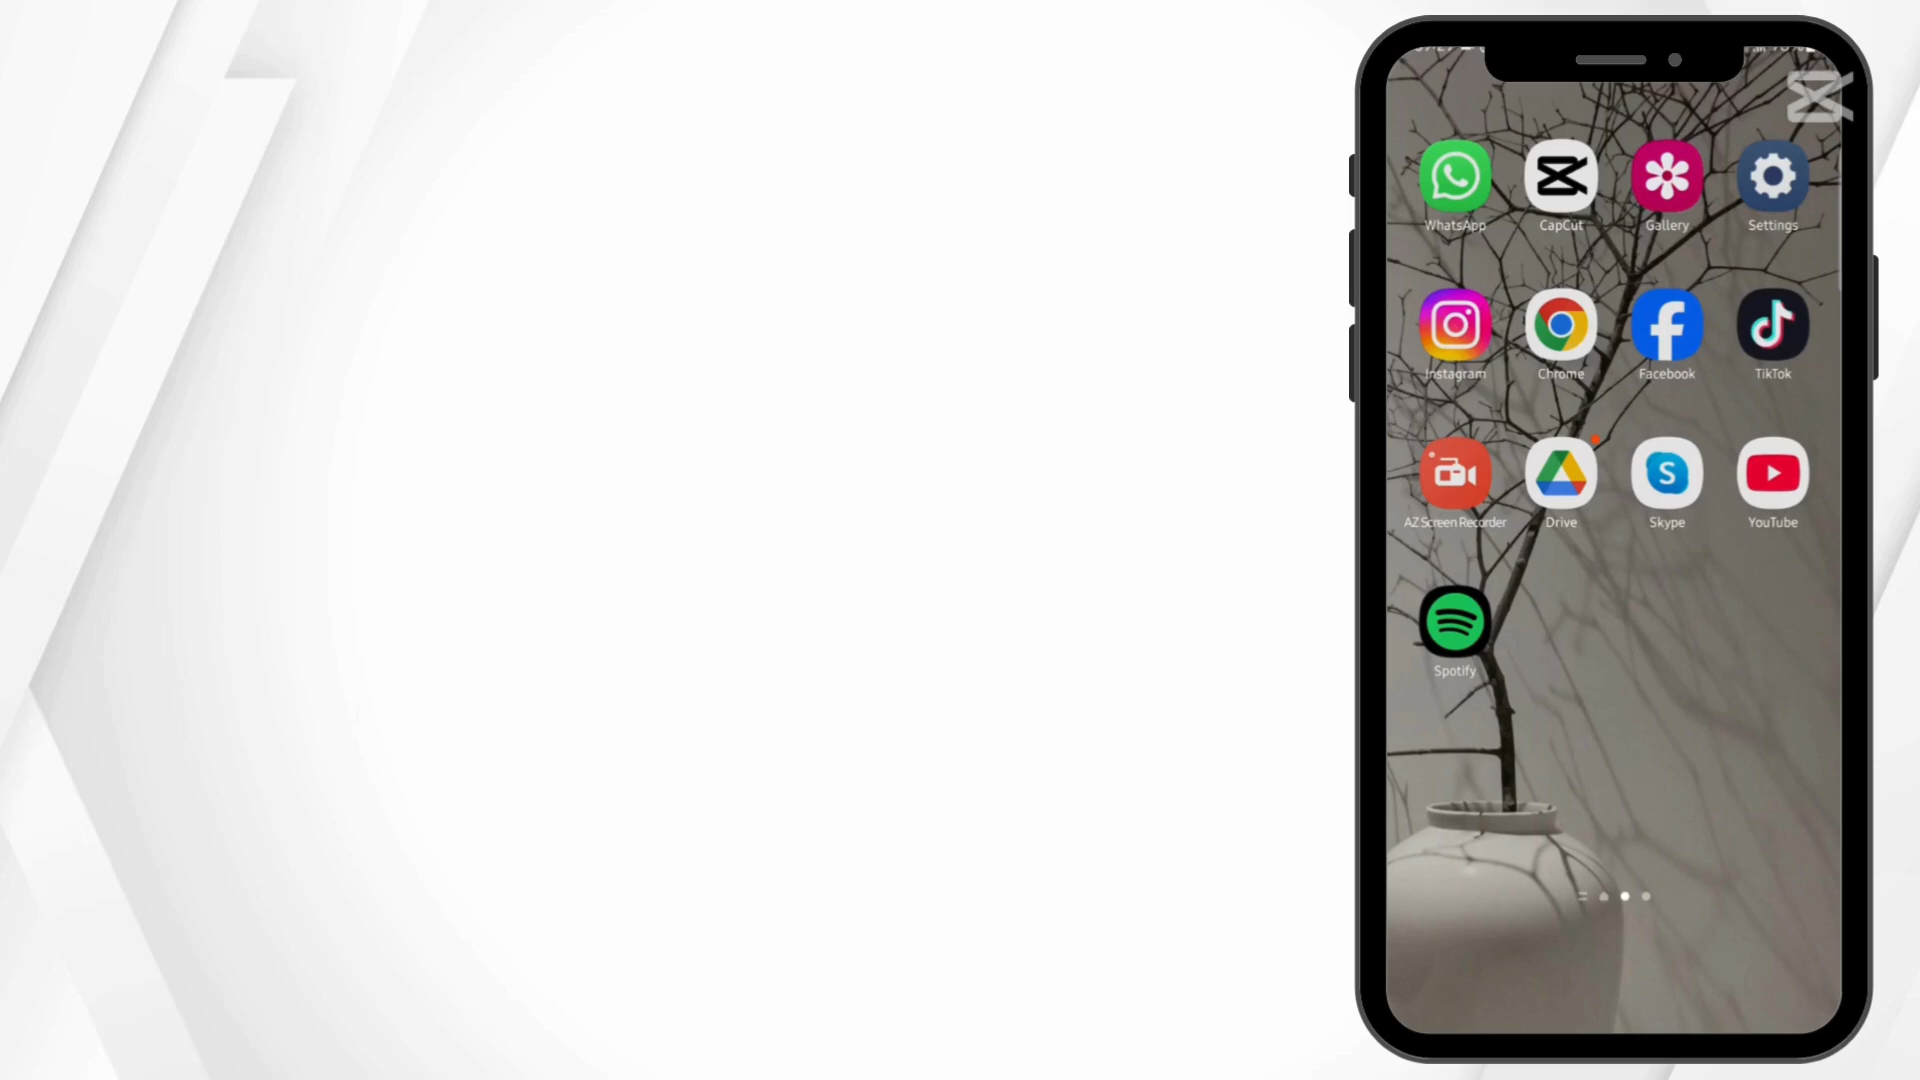 WhatsApp
CapCut
Gallery
Settings
Instagram
Chrome
Facebook
TikTok
AZ Screen Recorder
Drive
Skype
YouTube
Spotify